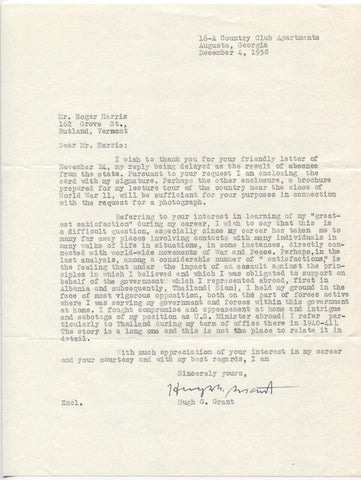 16-A Country Club Apartments
Augusta, Georgia
December 4, 1958
Mr. Roger Harris
162 Grove St.,
Rutland, Vermont
Dear Mr. Harris:
I wish to thank you for your friendly letter of
November 24, my reply being delayed as the result of absence
from the state. Pursuant to your request I am enclosing the
card with my signature. Perhaps the other enclosure, a brochure
prepared for my lecture tour of the country near the close of
World War 11, will be sufficient for your purposes in connection
with the request for a photograph.
Referring to your interest in learning of my "great-
est satisfaction" during my career, I wish to say that this is
a difficult question, especially since my career has taken me to
many far away places involving contacts with many individuals in
many walks of life in situations, in some instances, directly con-
nected with world-wide movements of War and Peace. Perhaps, in the
last analysis, among a considerable number of " satisfactions" is
the feeling that under the impact of an assault against the prin-
ciples in which I believed and which I was obligated to support on
behalf of the government which I represented abroad, first in
Albania and subsequently, Thailand( Siam), I held my ground in the
face of most vigorous opposition, both on the part of forces active
where I was serving my government and forces within this government
at home. I fought compromise and appeasement at home and intrigue
and sabotage of my position as U.S. Minister abroad( I refer par-
ticularly to Thailand during my term of office there in 1940-41).
The story is a long one and this is not the place to relate it in
detail.
With much appreciation of your interest in my career
and your courtesy and with my best regards, I am
Sincerely yours,
Hugh G. Grant
Encl. Hugh G. Grant